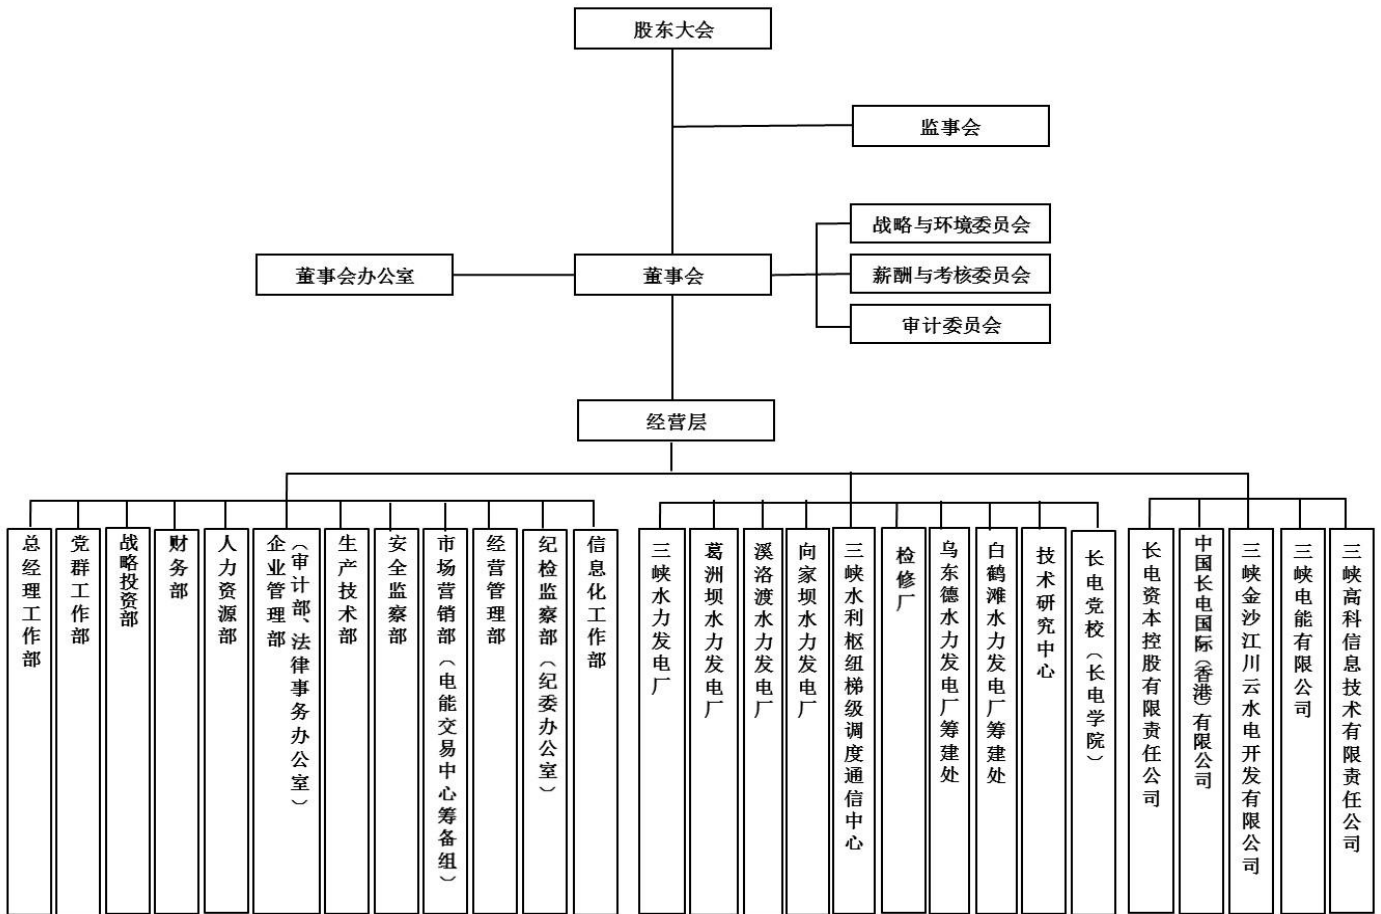 股东大会
监事会
战略与环境委员会
董事会办公室
董事会
薪酬与考核委员会
审计委员会
经营层
总经理工作部
党群工作部
战略投资部
财务部
人力资源部
企业管理部
（审计部、法律事务办公室）
生产技术部
安全监察部
市场营销部（电能交易中心筹备组）
经营管理部
纪检监察部（纪委办公室）
信息化工作部
三峡水力发电厂
葛洲坝水力发电厂
溪洛渡水力发电厂
向家坝水力发电厂
三峡水利枢纽梯级调度通信中心
检修厂
乌东德水力发电厂筹建处
白鹤滩水力发电厂筹建处
技术研究中心
长电党校（长电学院）
长电资本控股有限责任公司
中国长电国际（香港）有限公司
三峡金沙江川云水电开发有限公司
三峡电能有限公司
三峡高科信息技术有限责任公司